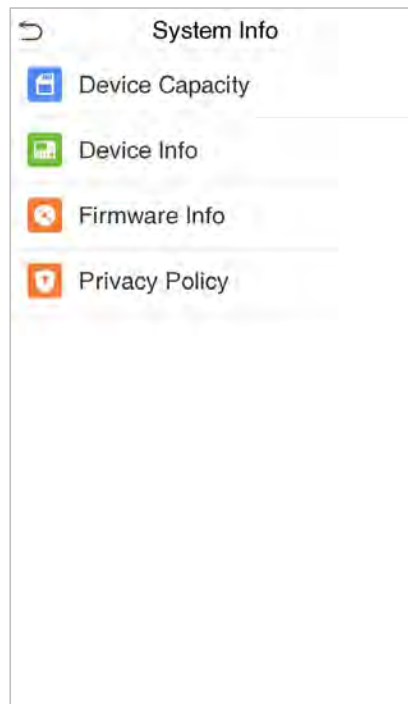 System Info
Device Capacity
Device Info
Firmware Info
Privacy Policy